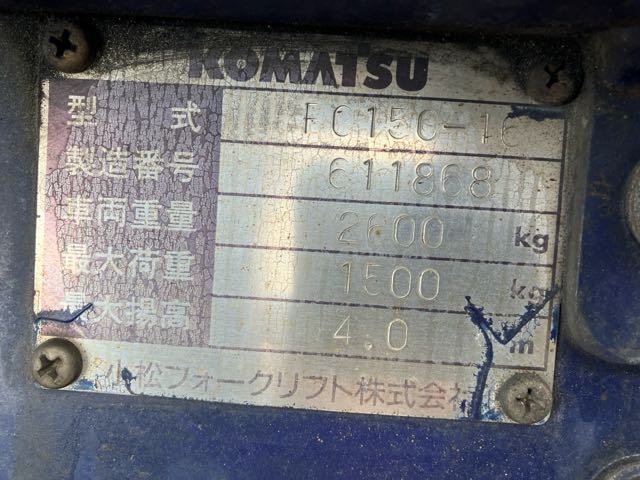 KOMATSU
型式 FG15C-16
製造番号 611868
車両重量 2600 kg
最大荷重 1500 kg
最大揚高 4.0 m
小松フォークリフト株式会社